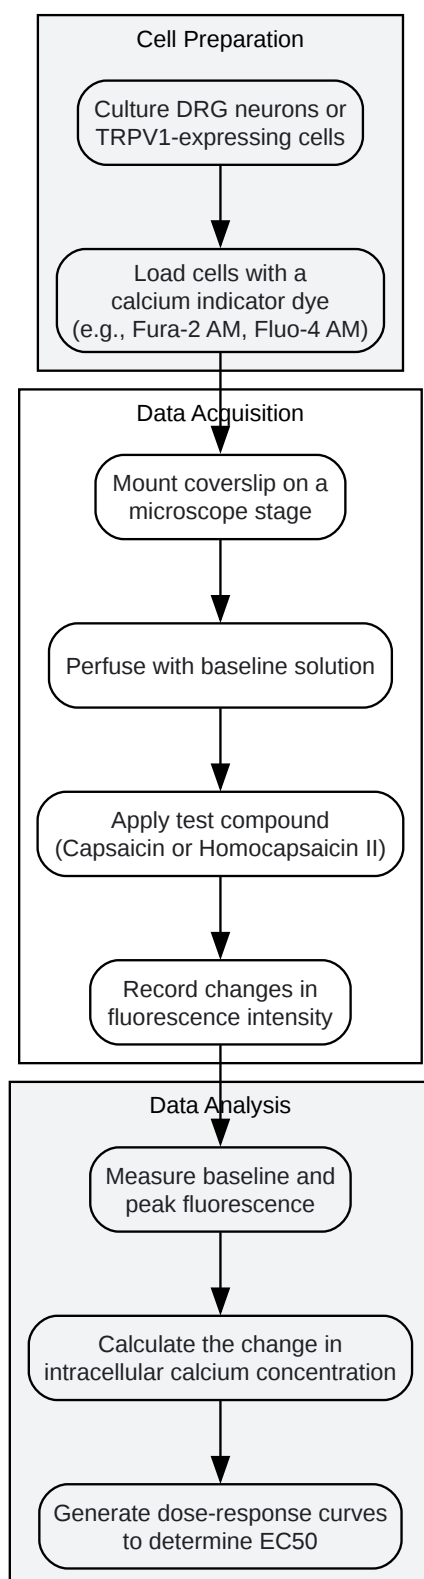 Cell Preparation
Culture DRG neurons or
TRPV1-expressing cells
Load cells with a
calcium indicator dye
(e.g., Fura-2 AM, Fluo-4 AM)
Data Acquisition
Mount coverslip on a
microscope stage
Perfuse with baseline solution
Apply test compound
(Capsaicin or Homocapsaicin II)
Record changes in
fluorescence intensity
Data Analysis
Measure baseline and
peak fluorescence
Calculate the change in
intracellular calcium concentration
Generate dose-response curves
to determine EC50